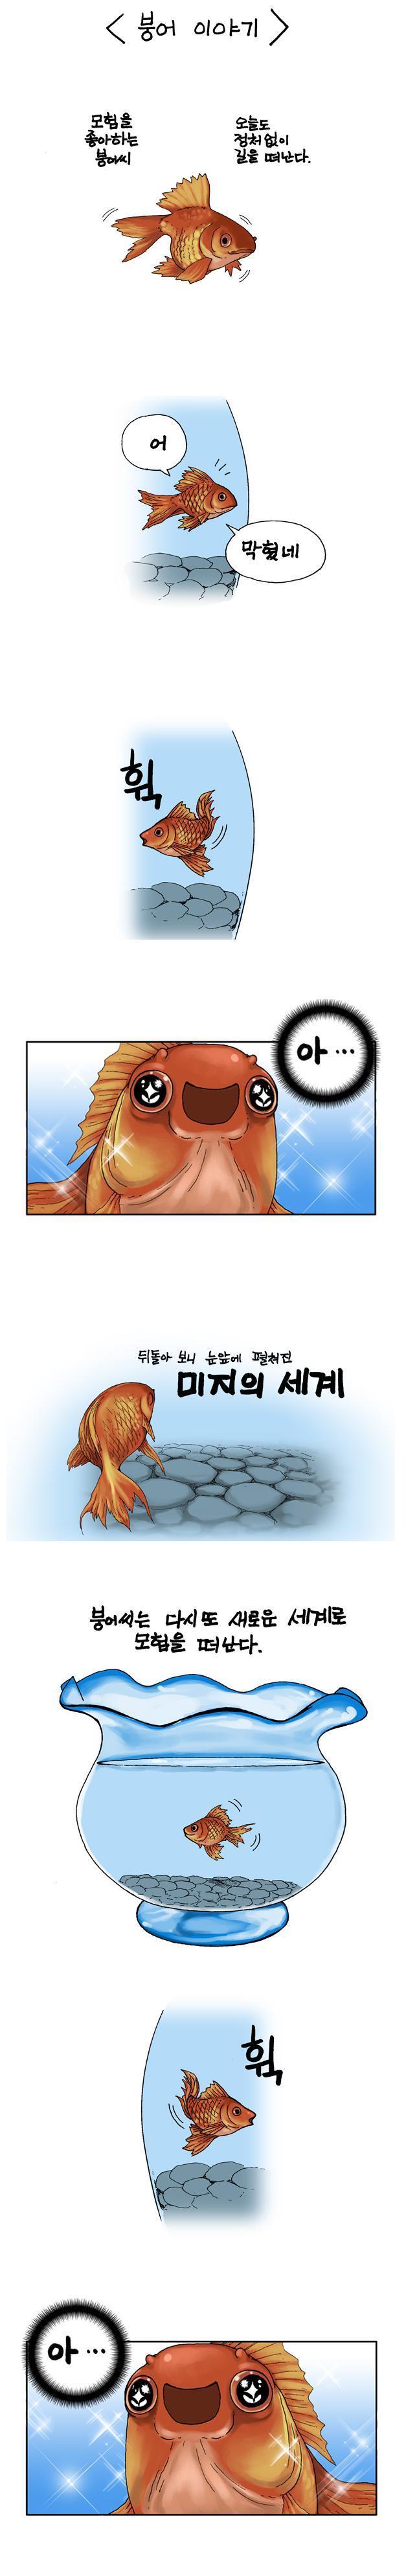 < 붕어 이야기 >
모험을
좋아하는
붕어씨
오늘도
정처없이
길을 떠난다.
어
막혔네
휙
아…
뒤돌아 보니 눈앞에 펼쳐진
미지의 세계
붕어씨는 다시 또 새로운 세계로
모험을 떠난다.
휙
아…